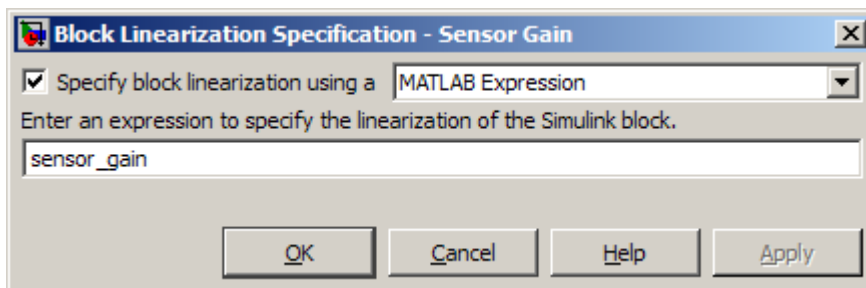 Block Linearization Specification - Sensor Gain
Specify block linearization using a MATLAB Expression
Enter an expression to specify the linearization of the Simulink block.
sensor_gain
OK Cancel Help Apply